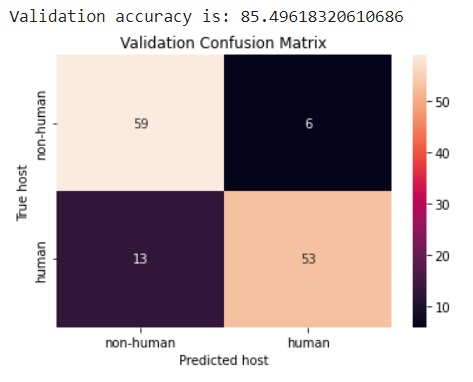 Validation accuracy is: 85.49618320610686
Validation Confusion Matrix
non-human
59
6
human
13
53
True host
non-human
human
Predicted host
50
40
30
20
10